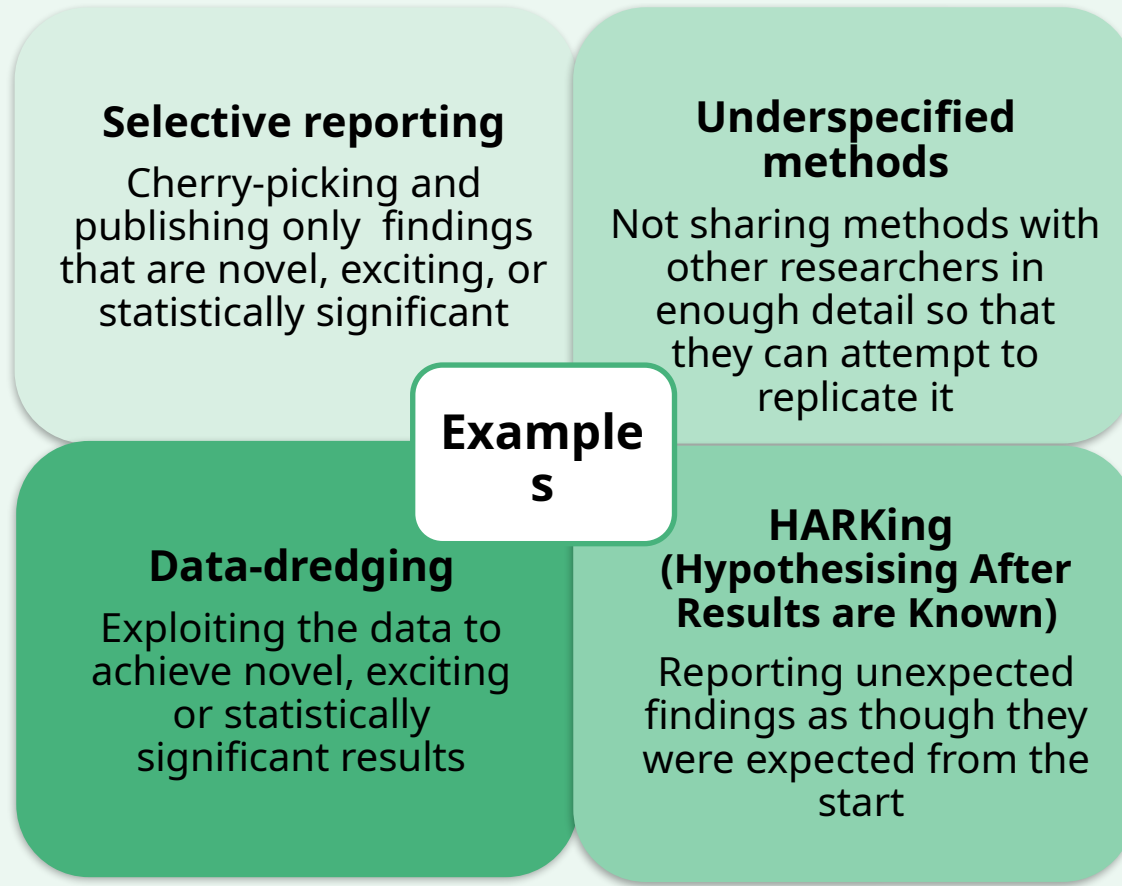 Selective reporting
Cherry-picking and
publishing only  findings
that are novel, exciting, or
statistically significant
Underspecified
methods
Not sharing methods with
other researchers in
enough detail so that
they can attempt to
replicate it
Example
s
Data-dredging
Exploiting the data to
achieve novel, exciting
or statistically
significant results
HARKing
(Hypothesising After
Results are Known)
Reporting unexpected
findings as though they
were expected from the
start